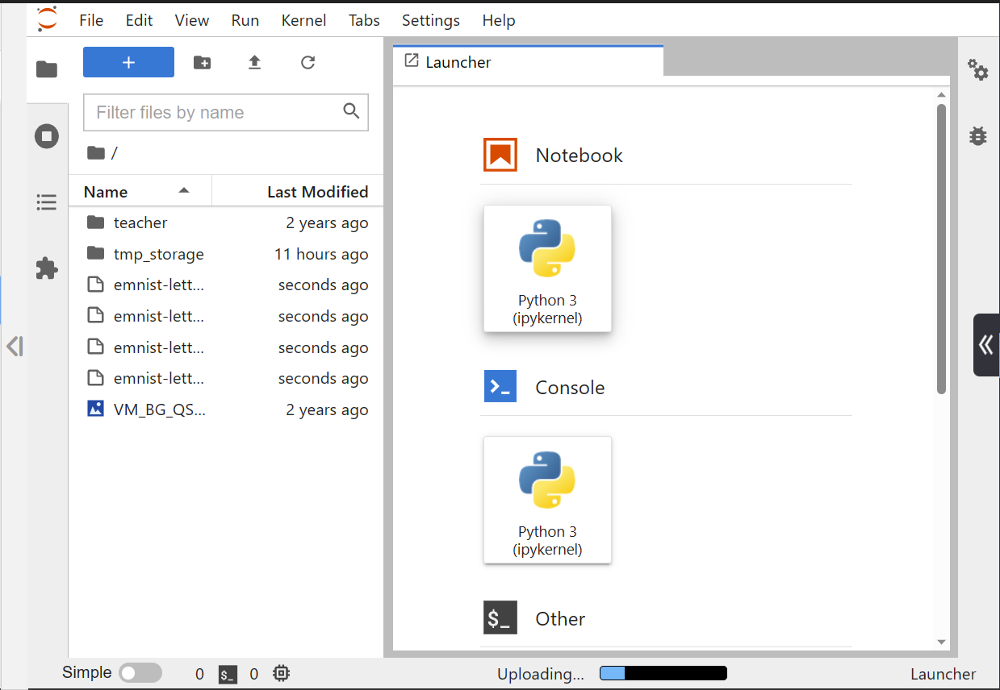 File Edit View Run Kernel Tabs Settings Help
+
Launcher
Filter files by name
/
Name Last Modified
teacher 2 years ago
tmp_storage 11 hours ago
emnist-lett... seconds ago
emnist-lett... seconds ago
emnist-lett... seconds ago
emnist-lett... seconds ago
VM_BG_QS... 2 years ago
Notebook
Python 3
(ipykernel)
Console
Python 3
(ipykernel)
$_ Other
Simple 0 $_ 0 Uploading... Launcher